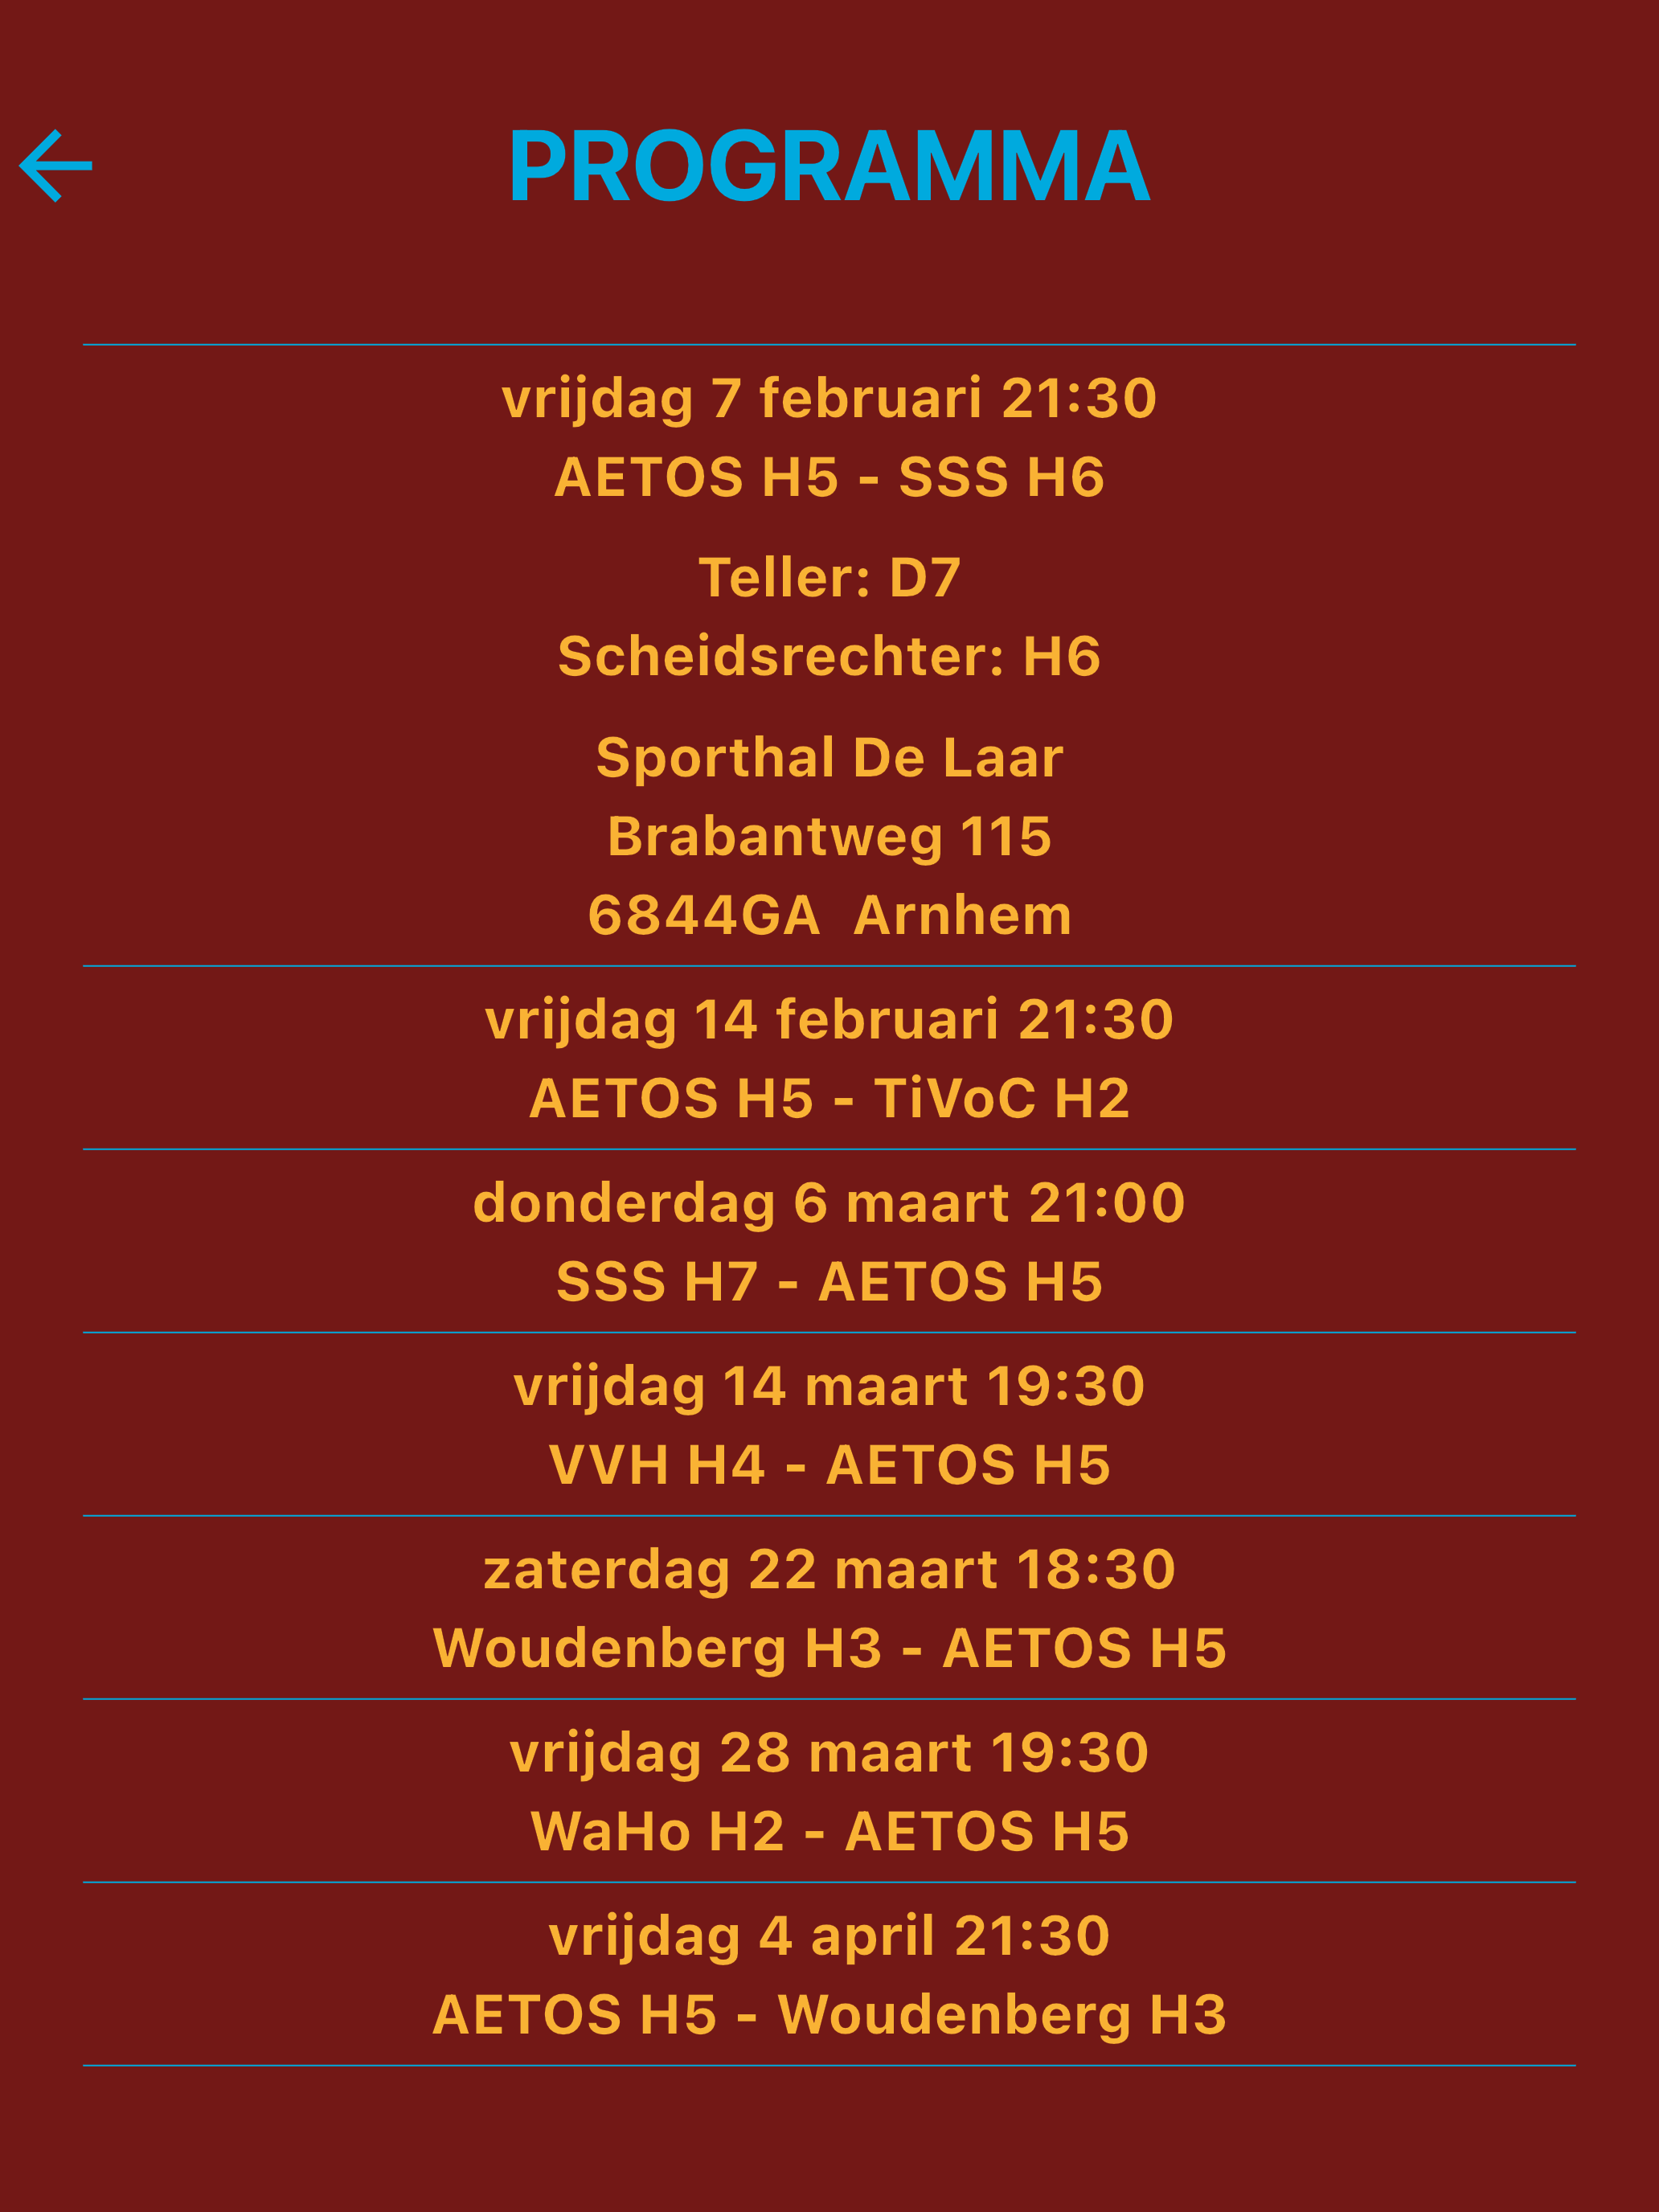 PROGRAMMA
vrijdag 7 februari 21:30
AETOS H5 - SSS H6
Teller: D7
Scheidsrechter: H6
Sporthal De Laar
Brabantweg 115
6844GA  Arnhem
vrijdag 14 februari 21:30
AETOS H5 - TiVoC H2
donderdag 6 maart 21:00
SSS H7 - AETOS H5
vrijdag 14 maart 19:30
VVH H4 - AETOS H5
zaterdag 22 maart 18:30
Woudenberg H3 - AETOS H5
vrijdag 28 maart 19:30
WaHo H2 - AETOS H5
vrijdag 4 april 21:30
AETOS H5 - Woudenberg H3